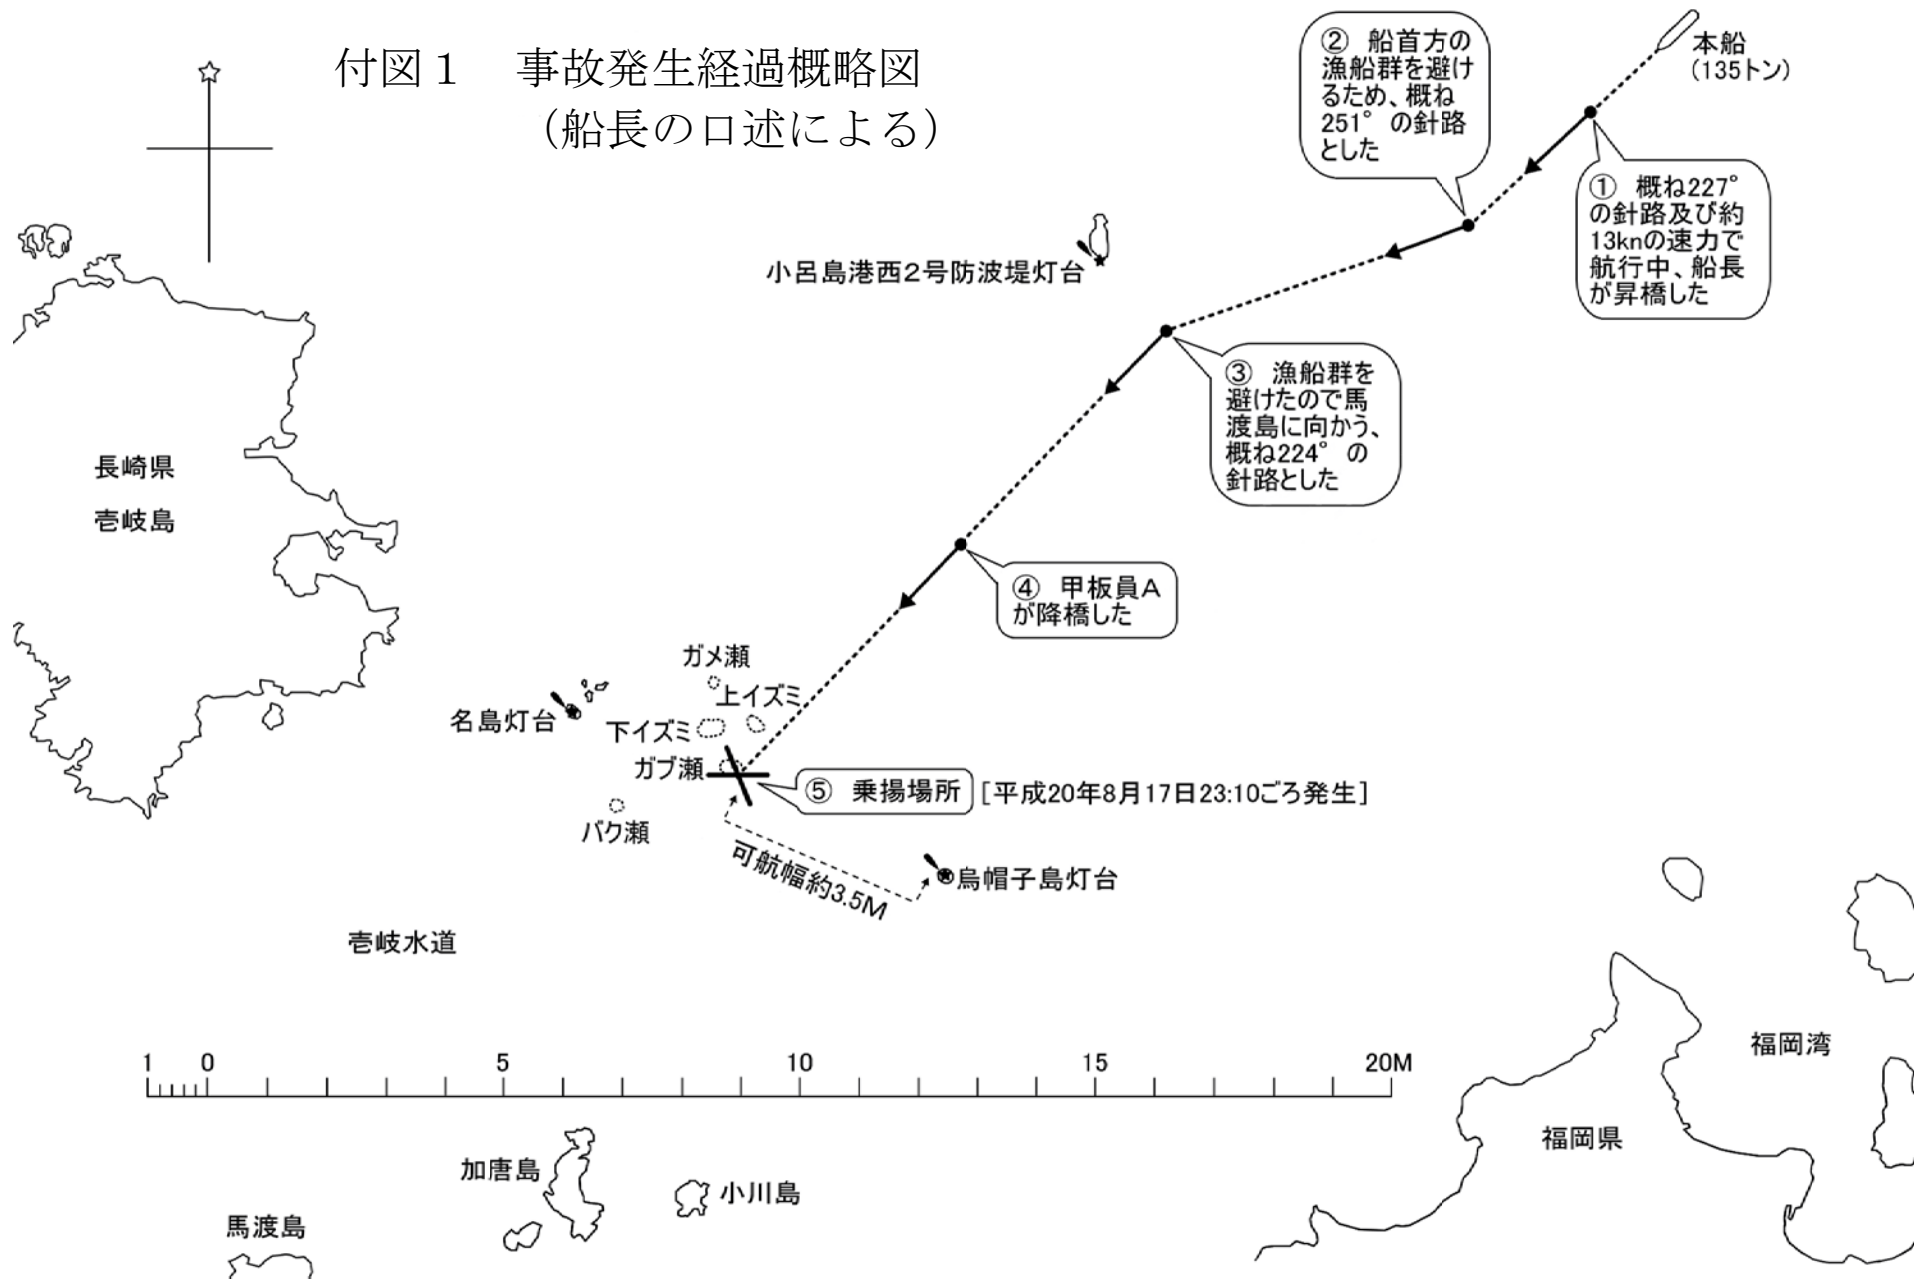 付図１　事故発生経過概略図
（船長の口述による）
本船
(135トン)
② 船首方の
漁船群を避け
るため、概ね
251°の針路
とした
① 概ね227°
の針路及び約
13knの速力で
航行中、船長
が昇橋した
小呂島港西2号防波堤灯台
③ 漁船群を
避けたので馬
渡島に向かう、
概ね224°の
針路とした
長崎県
壱岐島
④ 甲板員A
が降橋した
ガメ瀬
上イズミ
名島灯台
下イズミ
ガブ瀬
⑤ 乗揚場所
[平成20年8月17日23:10ごろ発生]
バク瀬
可航幅約3.5M
烏帽子島灯台
壱岐水道
1 0 5 10 15 20M
福岡湾
福岡県
加唐島
小川島
馬渡島